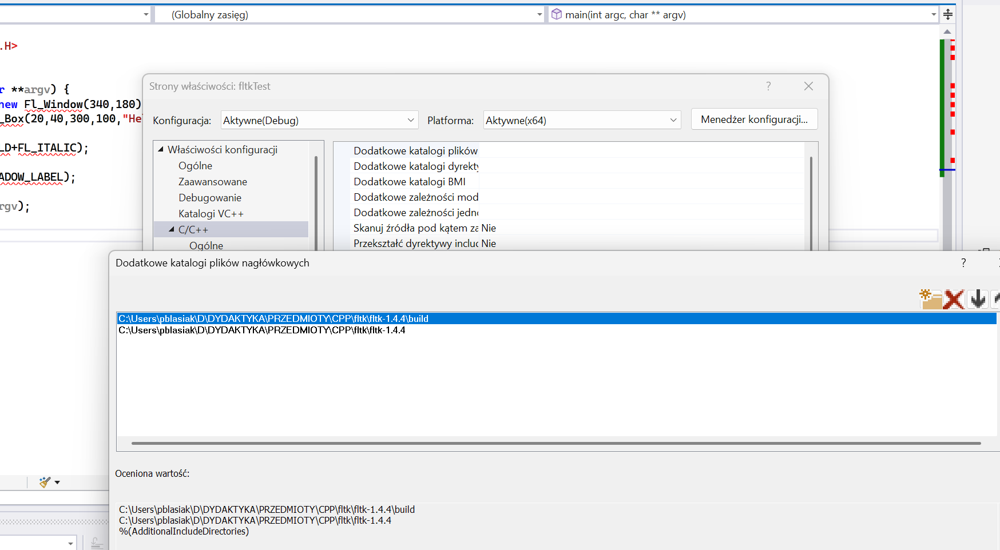 (Globalny zasięg)
main(int argc, char ** argv)
.H>
r **argv) {
new Fl_Window(340,180)
_Box(20,40,300,100,"He
LD+FL_ITALIC);
ADOW_LABEL);
rgv);
Strony właściwości: fltkTest
?
Konfiguracja:
Aktywne(Debug)
Platforma:
Aktywne(x64)
Menedżer konfiguracji...
Właściwości konfiguracji
Ogólne
Zaawansowane
Debugowanie
Katalogi VC++
C/C++
Ogólne
Dodatkowe katalogi plików
Dodatkowe katalogi dyrekty
Dodatkowe katalogi BMI
Dodatkowe zależności mod
Dodatkowe zależności jedno
Skanuj źródła pod kątem za Nie
Przekształć dyrektywy incluc Nie
Dodatkowe katalogi plików nagłówkowych
?
C:\Users\pblasiak\D\DYDAKTYKA\PRZEDMIOTY\CPP\fltk\fltk-1.4.4\build
C:\Users\pblasiak\D\DYDAKTYKA\PRZEDMIOTY\CPP\fltk\fltk-1.4.4
Oceniona wartość:
C:\Users\pblasiak\D\DYDAKTYKA\PRZEDMIOTY\CPP\fltk\fltk-1.4.4\build
C:\Users\pblasiak\D\DYDAKTYKA\PRZEDMIOTY\CPP\fltk\fltk-1.4.4
%(AdditionalIncludeDirectories)